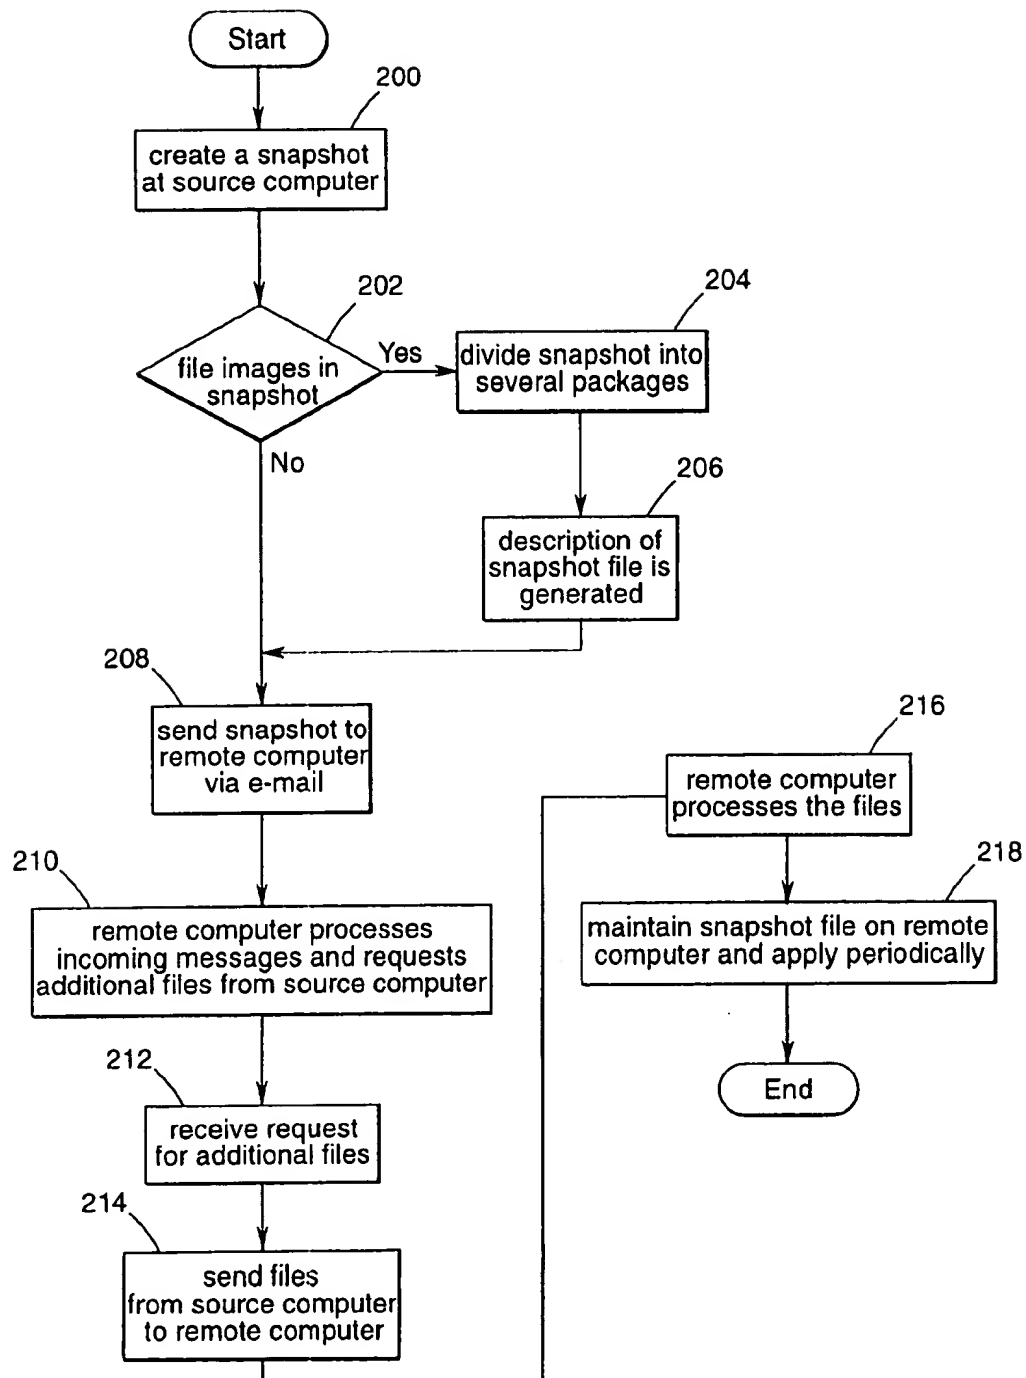 Start
200
create a snapshot
at source computer
202
file images in
snapshot
Yes
No
204
divide snapshot into
several packages
206
description of
snapshot file is
generated
208
send snapshot to
remote computer
via e-mail
210
remote computer processes
incoming messages and requests
additional files from source computer
212
receive request
for additional files
214
send files
from source computer
to remote computer
216
remote computer
processes the files
218
maintain snapshot file on remote
computer and apply periodically
End